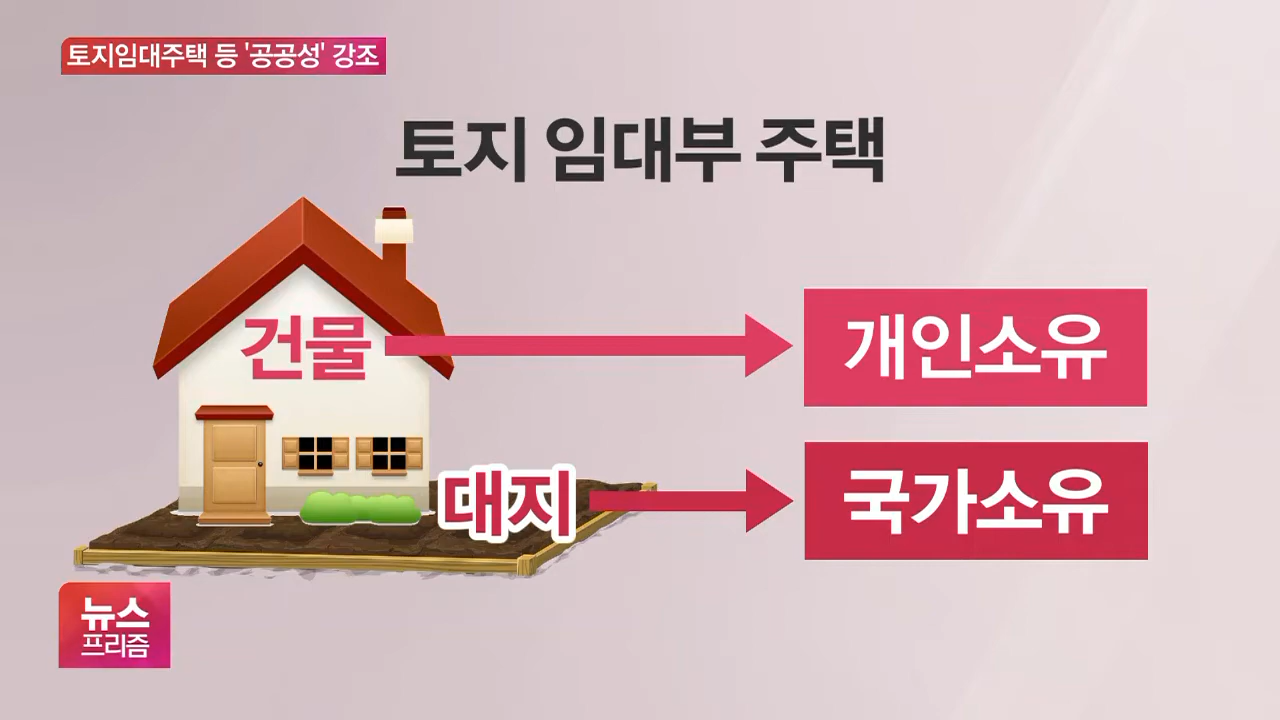 토지임대주택 등 '공공성' 강조
토지 임대부 주택
건물
개인소유
대지
국가소유
뉴스
프리즘